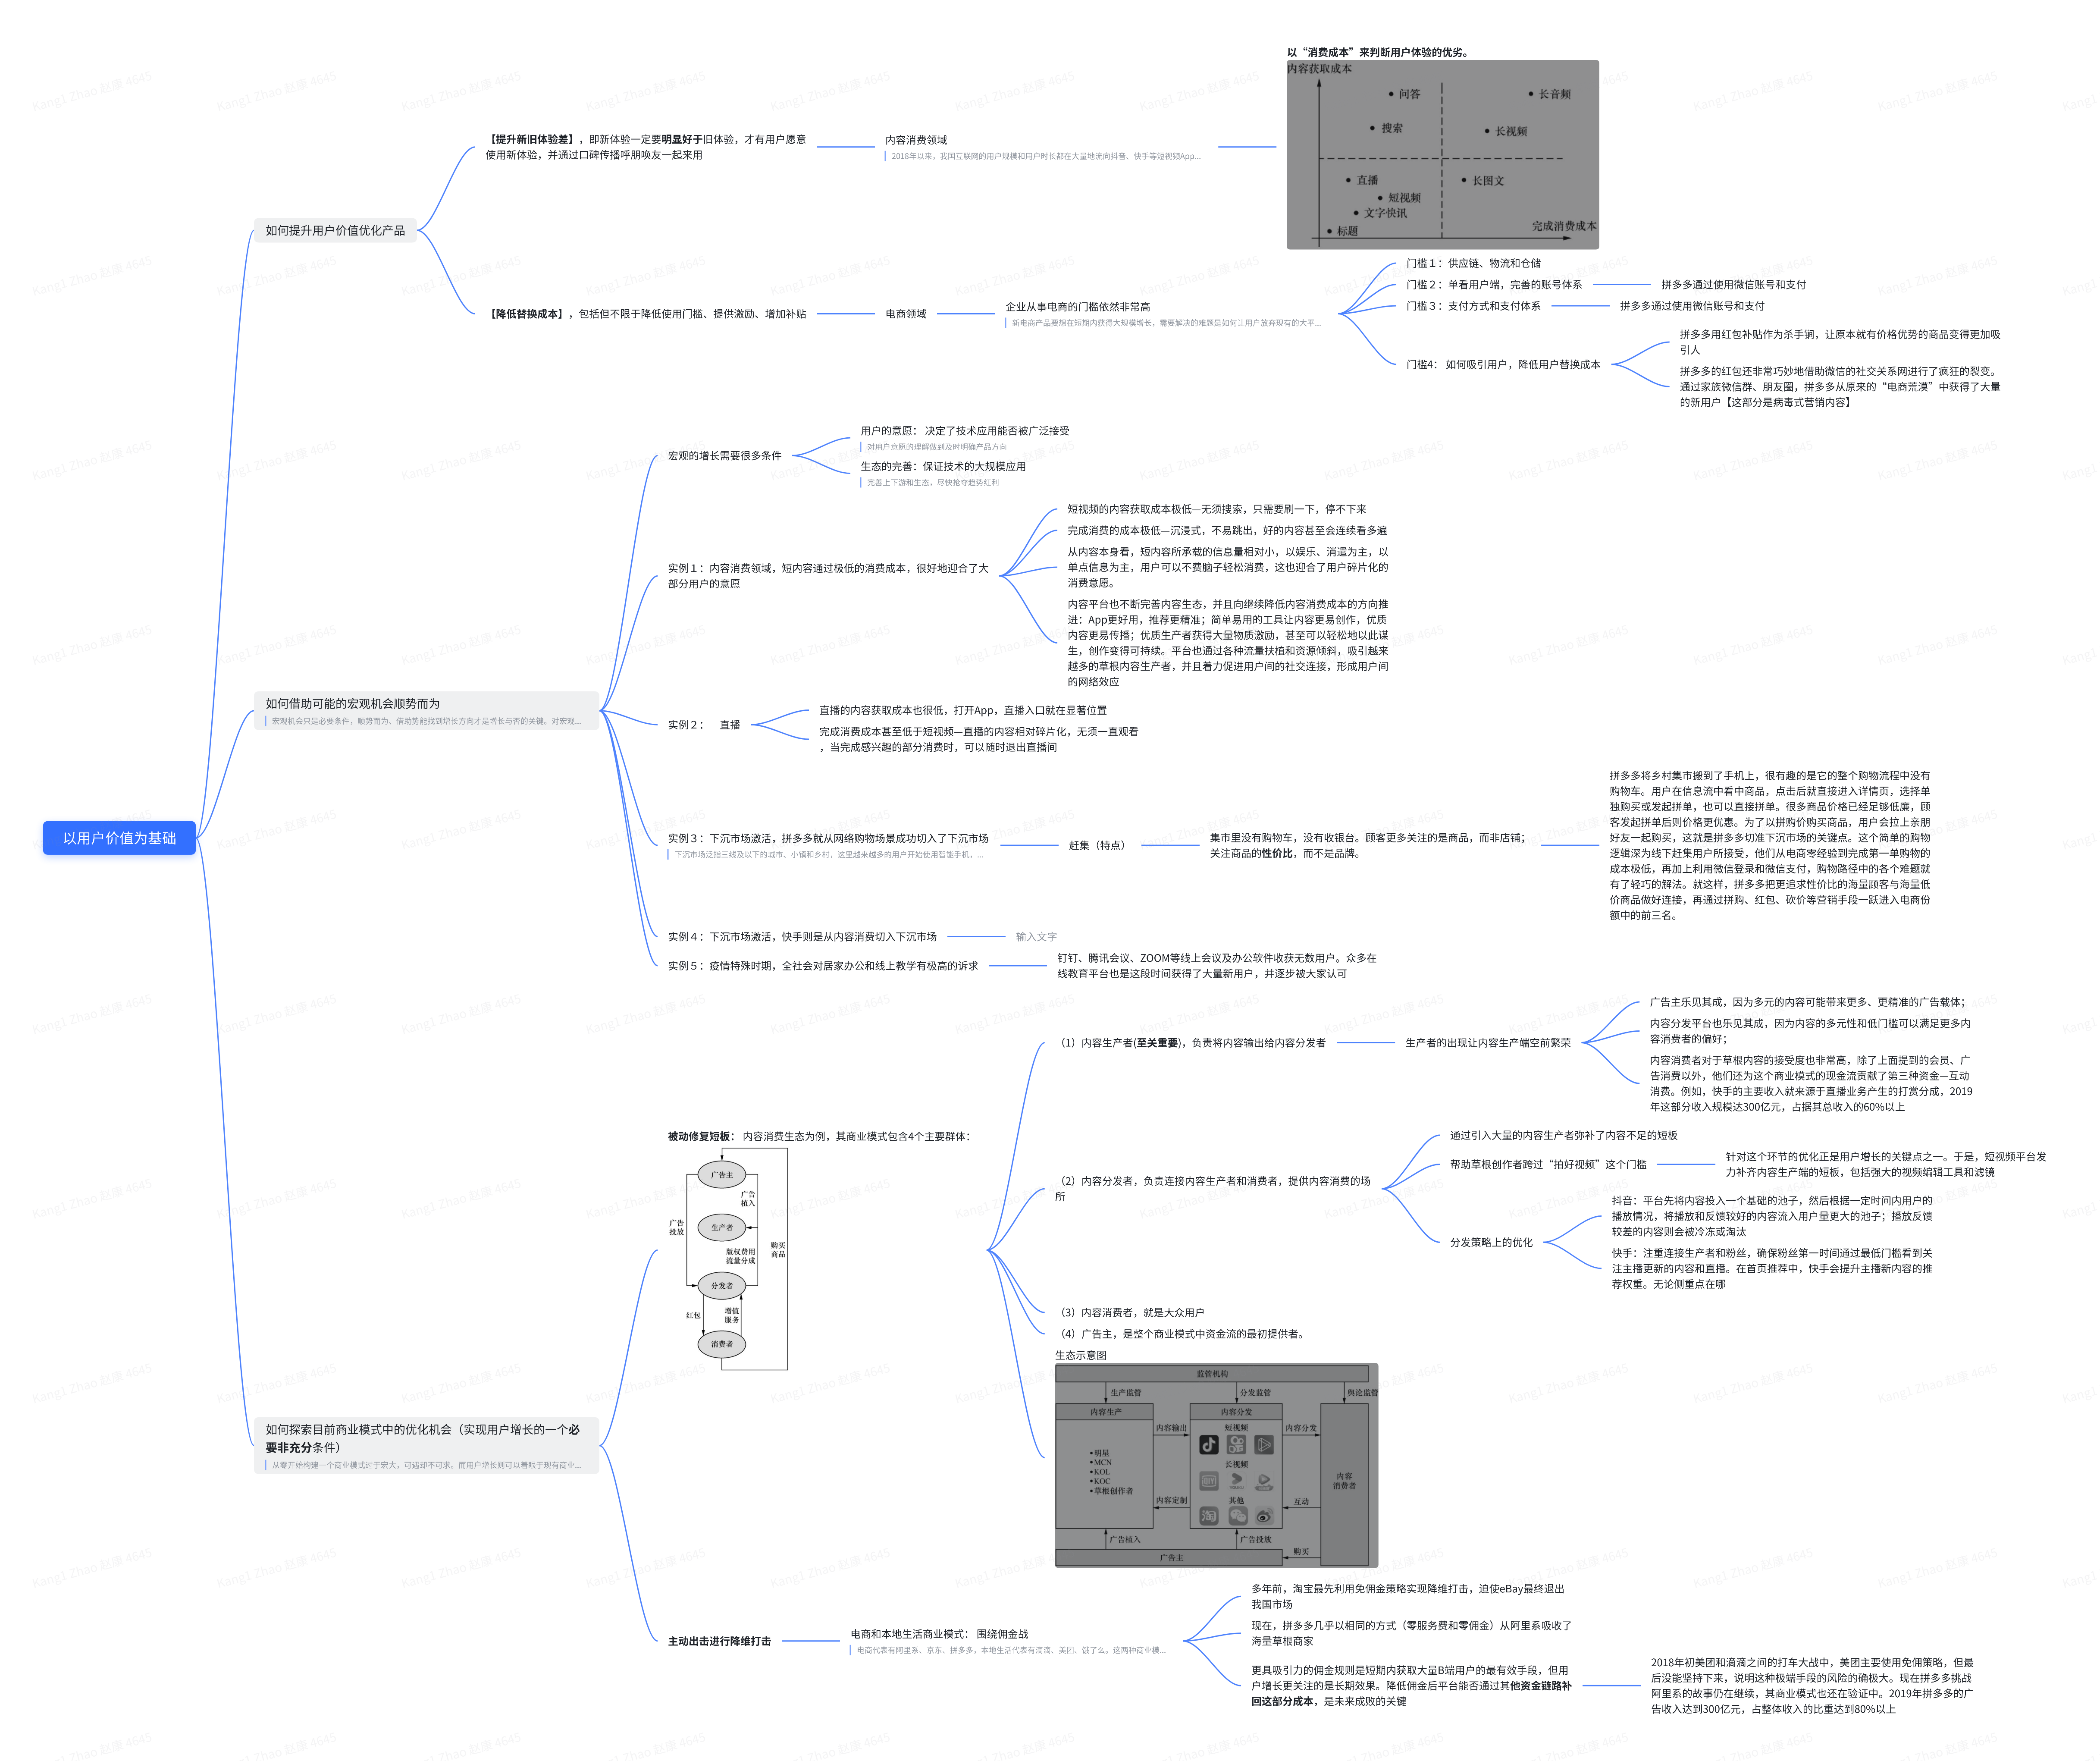 以用户价值为基础
如何提升用户价值优化产品
【提升新旧体验差】，即新体验一定要明显好于旧体验，才有用户愿意
使用新体验，并通过口碑传播呼朋唤友一起来用
内容消费领域
2018年以来，我国互联网的用户规模和用户时长都在大量地流向抖音、快手等短视频App...
以“消费成本”来判断用户体验的优劣。
内容获取成本
问答
长音频
搜索
长视频
直播
长图文
短视频
文字快讯
标题
完成消费成本
【降低替换成本】，包括但不限于降低使用门槛、提供激励、增加补贴
电商领域
企业从事电商的门槛依然非常高
新电商产品要想在短期内获得大规模增长，需要解决的难题是如何让用户放弃现有的大平...
门槛１：供应链、物流和仓储
门槛２：单看用户端，完善的账号体系
拼多多通过使用微信账号和支付
门槛３：支付方式和支付体系
拼多多通过使用微信账号和支付
门槛4： 如何吸引用户，降低用户替换成本
拼多多用红包补贴作为杀手锏，让原本就有价格优势的商品变得更加吸
引人
拼多多的红包还非常巧妙地借助微信的社交关系网进行了疯狂的裂变。
通过家族微信群、朋友圈，拼多多从原来的“电商荒漠”中获得了大量
的新用户【这部分是病毒式营销内容】
如何借助可能的宏观机会顺势而为
宏观机会只是必要条件，顺势而为、借助势能找到增长方向才是增长与否的关键。对宏观...
宏观的增长需要很多条件
用户的意愿： 决定了技术应用能否被广泛接受
对用户意愿的理解做到及时明确产品方向
生态的完善：保证技术的大规模应用
完善上下游和生态，尽快抢夺趋势红利
实例１：内容消费领域，短内容通过极低的消费成本，很好地迎合了大
部分用户的意愿
短视频的内容获取成本极低—无须搜索，只需要刷一下，停不下来
完成消费的成本极低—沉浸式，不易跳出，好的内容甚至会连续看多遍
从内容本身看，短内容所承载的信息量相对小，以娱乐、消遣为主，以
单点信息为主，用户可以不费脑子轻松消费，这也迎合了用户碎片化的
消费意愿。
内容平台也不断完善内容生态，并且向继续降低内容消费成本的方向推
进：App更好用，推荐更精准；简单易用的工具让内容更易创作，优质
内容更易传播；优质生产者获得大量物质激励，甚至可以轻松地以此谋
生，创作变得可持续。平台也通过各种流量扶植和资源倾斜，吸引越来
越多的草根内容生产者，并且着力促进用户间的社交连接，形成用户间
的网络效应
实例２： 直播
直播的内容获取成本也很低，打开App，直播入口就在显著位置
完成消费成本甚至低于短视频—直播的内容相对碎片化，无须一直观看
，当完成感兴趣的部分消费时，可以随时退出直播间
实例３：下沉市场激活，拼多多就从网络购物场景成功切入了下沉市场
下沉市场泛指三线及以下的城市、小镇和乡村，这里越来越多的用户开始使用智能手机，...
赶集（特点）
集市里没有购物车，没有收银台。顾客更多关注的是商品，而非店铺；
关注商品的性价比，而不是品牌。
拼多多将乡村集市搬到了手机上，很有趣的是它的整个购物流程中没有
购物车。用户在信息流中看中商品，点击后就直接进入详情页，选择单
独购买或发起拼单，也可以直接拼单。很多商品价格已经足够低廉，顾
客发起拼单后则价格更优惠。为了以拼购价购买商品，用户会拉上亲朋
好友一起购买，这就是拼多多切准下沉市场的关键点。这个简单的购物
逻辑深为线下赶集用户所接受，他们从电商零经验到完成第一单购物的
成本极低，再加上利用微信登录和微信支付，购物路径中的各个难题就
有了轻巧的解法。就这样，拼多多把更追求性价比的海量顾客与海量低
价商品做好连接，再通过拼购、红包、砍价等营销手段一跃进入电商份
额中的前三名。
实例４：下沉市场激活，快手则是从内容消费切入下沉市场
输入文字
实例５：疫情特殊时期，全社会对居家办公和线上教学有极高的诉求
钉钉、腾讯会议、ZOOM等线上会议及办公软件收获无数用户。众多在
线教育平台也是这段时间获得了大量新用户，并逐步被大家认可
如何探索目前商业模式中的优化机会（实现用户增长的一个必
要非充分条件）
从零开始构建一个商业模式过于宏大，可遇却不可求。而用户增长则可以着眼于现有商业...
被动修复短板： 内容消费生态为例，其商业模式包含4个主要群体：
广告主
广告
植入
生产者
广告
投放
购买
商品
版权费用
流量分成
分发者
红包
增值
服务
消费者
（1）内容生产者(至关重要)，负责将内容输出给内容分发者
生产者的出现让内容生产端空前繁荣
广告主乐见其成，因为多元的内容可能带来更多、更精准的广告载体；
内容分发平台也乐见其成，因为内容的多元性和低门槛可以满足更多内
容消费者的偏好；
内容消费者对于草根内容的接受度也非常高，除了上面提到的会员、广
告消费以外，他们还为这个商业模式的现金流贡献了第三种资金—互动
消费。例如，快手的主要收入就来源于直播业务产生的打赏分成，2019
年这部分收入规模达300亿元，占据其总收入的60%以上
（2）内容分发者，负责连接内容生产者和消费者，提供内容消费的场
所
通过引入大量的内容生产者弥补了内容不足的短板
帮助草根创作者跨过“拍好视频”这个门槛
针对这个环节的优化正是用户增长的关键点之一。于是，短视频平台发
力补齐内容生产端的短板，包括强大的视频编辑工具和滤镜
分发策略上的优化
抖音：平台先将内容投入一个基础的池子，然后根据一定时间内用户的
播放情况，将播放和反馈较好的内容流入用户量更大的池子；播放反馈
较差的内容则会被冷冻或淘汰
快手：注重连接生产者和粉丝，确保粉丝第一时间通过最低门槛看到关
注主播更新的内容和直播。在首页推荐中，快手会提升主播新内容的推
荐权重。无论侧重点在哪
（3）内容消费者，就是大众用户
（4）广告主，是整个商业模式中资金流的最初提供者。
生态示意图
监管机构
生产监管
分发监管
舆论监管
内容生产
内容输出
内容分发
内容分发
短视频
•明星
•MCN
•KOL
•KOC
•草根创作者
长视频
内容
消费者
内容定制
其他
互动
广告植入
广告投放
购买
广告主
主动出击进行降维打击
电商和本地生活商业模式： 围绕佣金战
电商代表有阿里系、京东、拼多多，本地生活代表有滴滴、美团、饿了么。这两种商业模...
多年前，淘宝最先利用免佣金策略实现降维打击，迫使eBay最终退出
我国市场
现在，拼多多几乎以相同的方式（零服务费和零佣金）从阿里系吸收了
海量草根商家
更具吸引力的佣金规则是短期内获取大量B端用户的最有效手段，但用
户增长更关注的是长期效果。降低佣金后平台能否通过其他资金链路补
回这部分成本，是未来成败的关键
2018年初美团和滴滴之间的打车大战中，美团主要使用免佣策略，但最
后没能坚持下来，说明这种极端手段的风险的确极大。现在拼多多挑战
阿里系的故事仍在继续，其商业模式也还在验证中。2019年拼多多的广
告收入达到300亿元，占整体收入的比重达到80%以上
Kang1 Zhao 赵康 4645